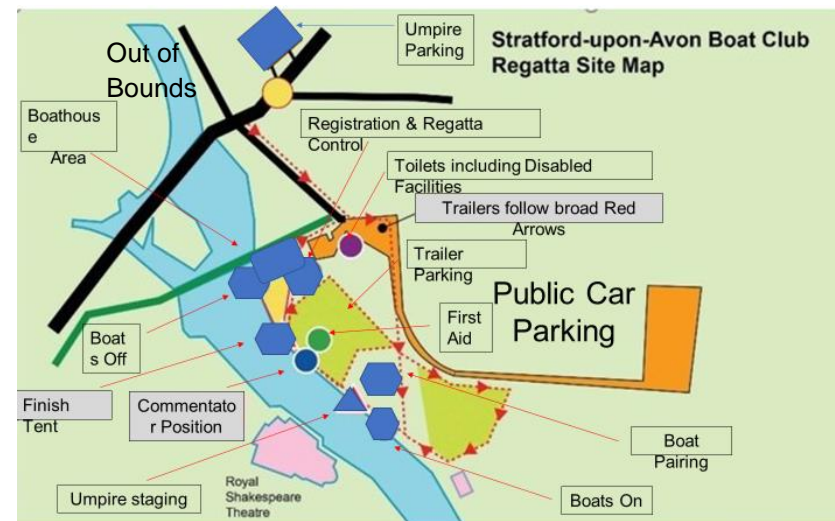 Umpire
Parking
Stratford-upon-Avon Boat Club
Regatta Site Map
Out of
Bounds
Boathous
e
Area
Registration & Regatta
Control
Toilets including Disabled
Facilities
Trailers follow broad Red
Arrows
Trailer
Parking
Public Car
Parking
First
Aid
Boat
s Off
Finish
Tent
Commentato
r Position
Boat
Pairing
Umpire staging
Royal
Shakespeare
Theatre
Boats On